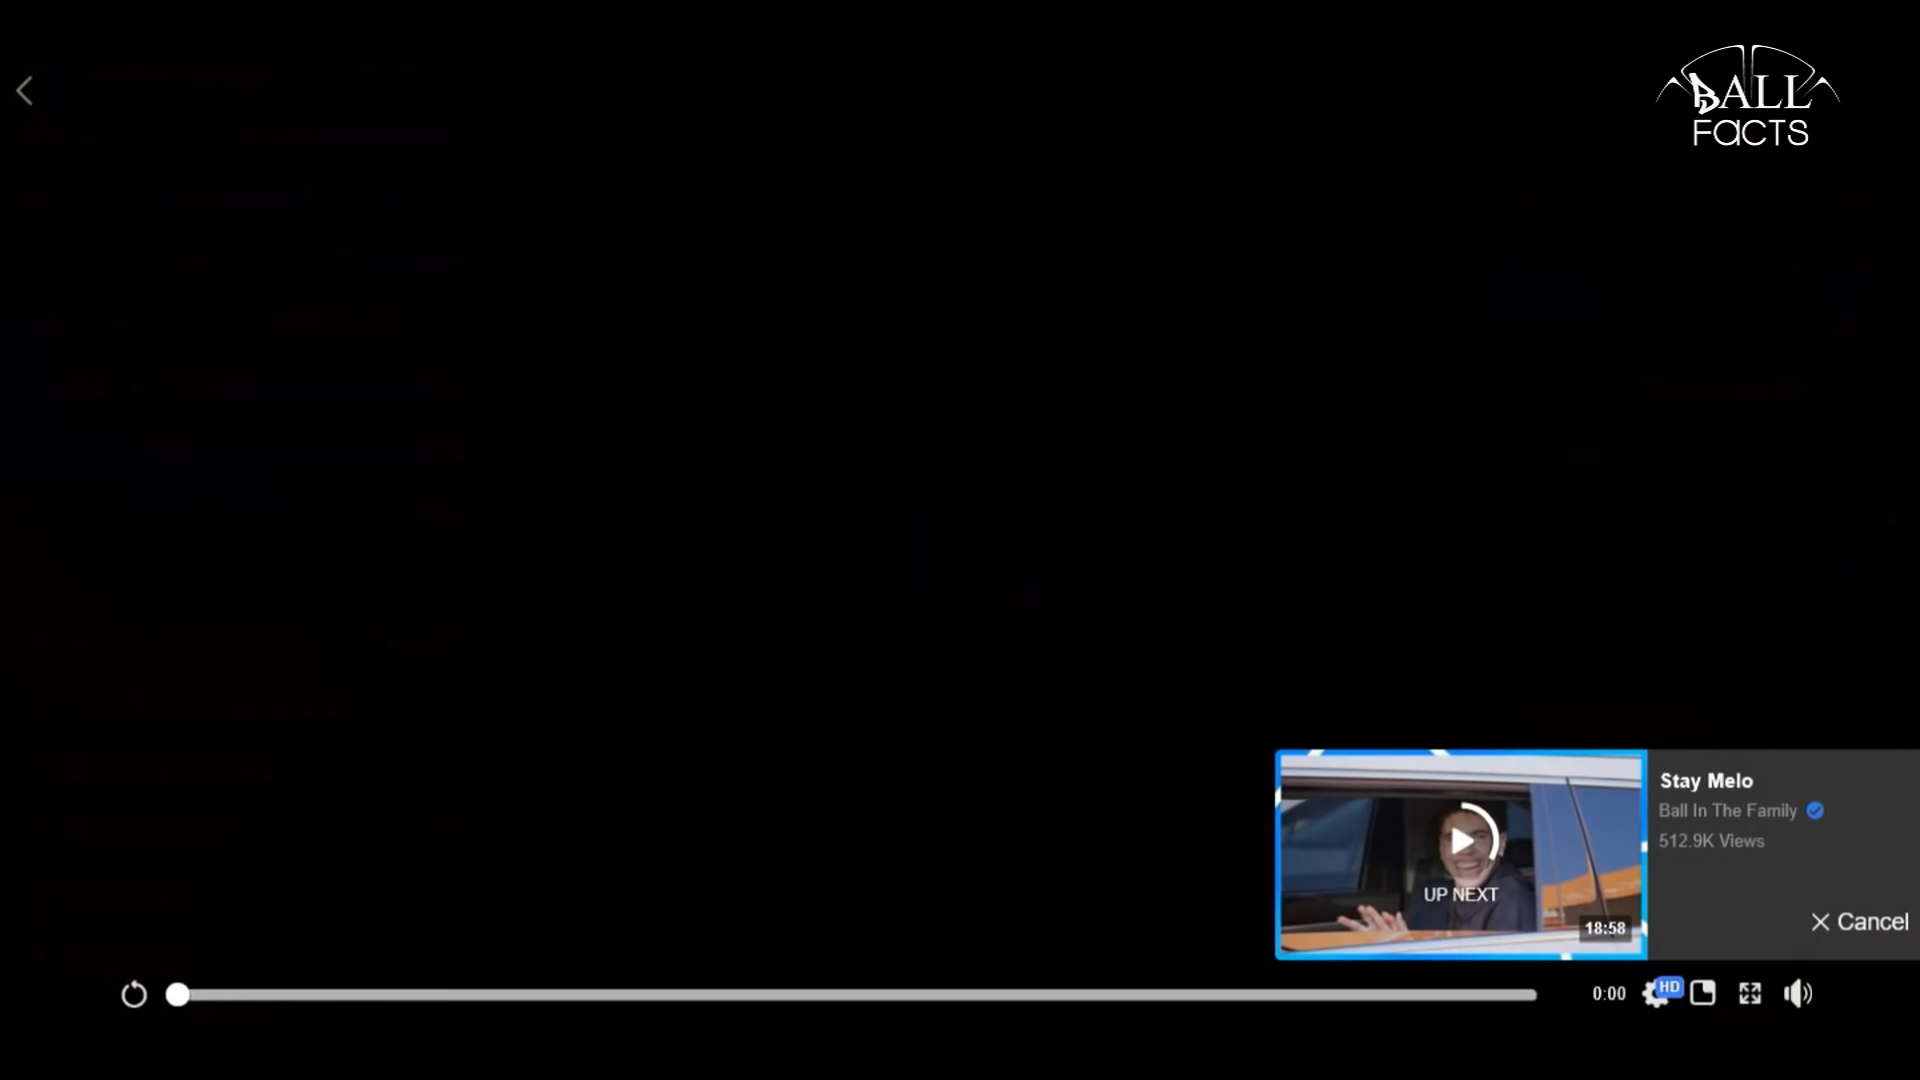 BALL
FACTS
Stay Melo
Ball In The Family
512.9K Views
UP NEXT
18:58
Cancel
0:00
HD